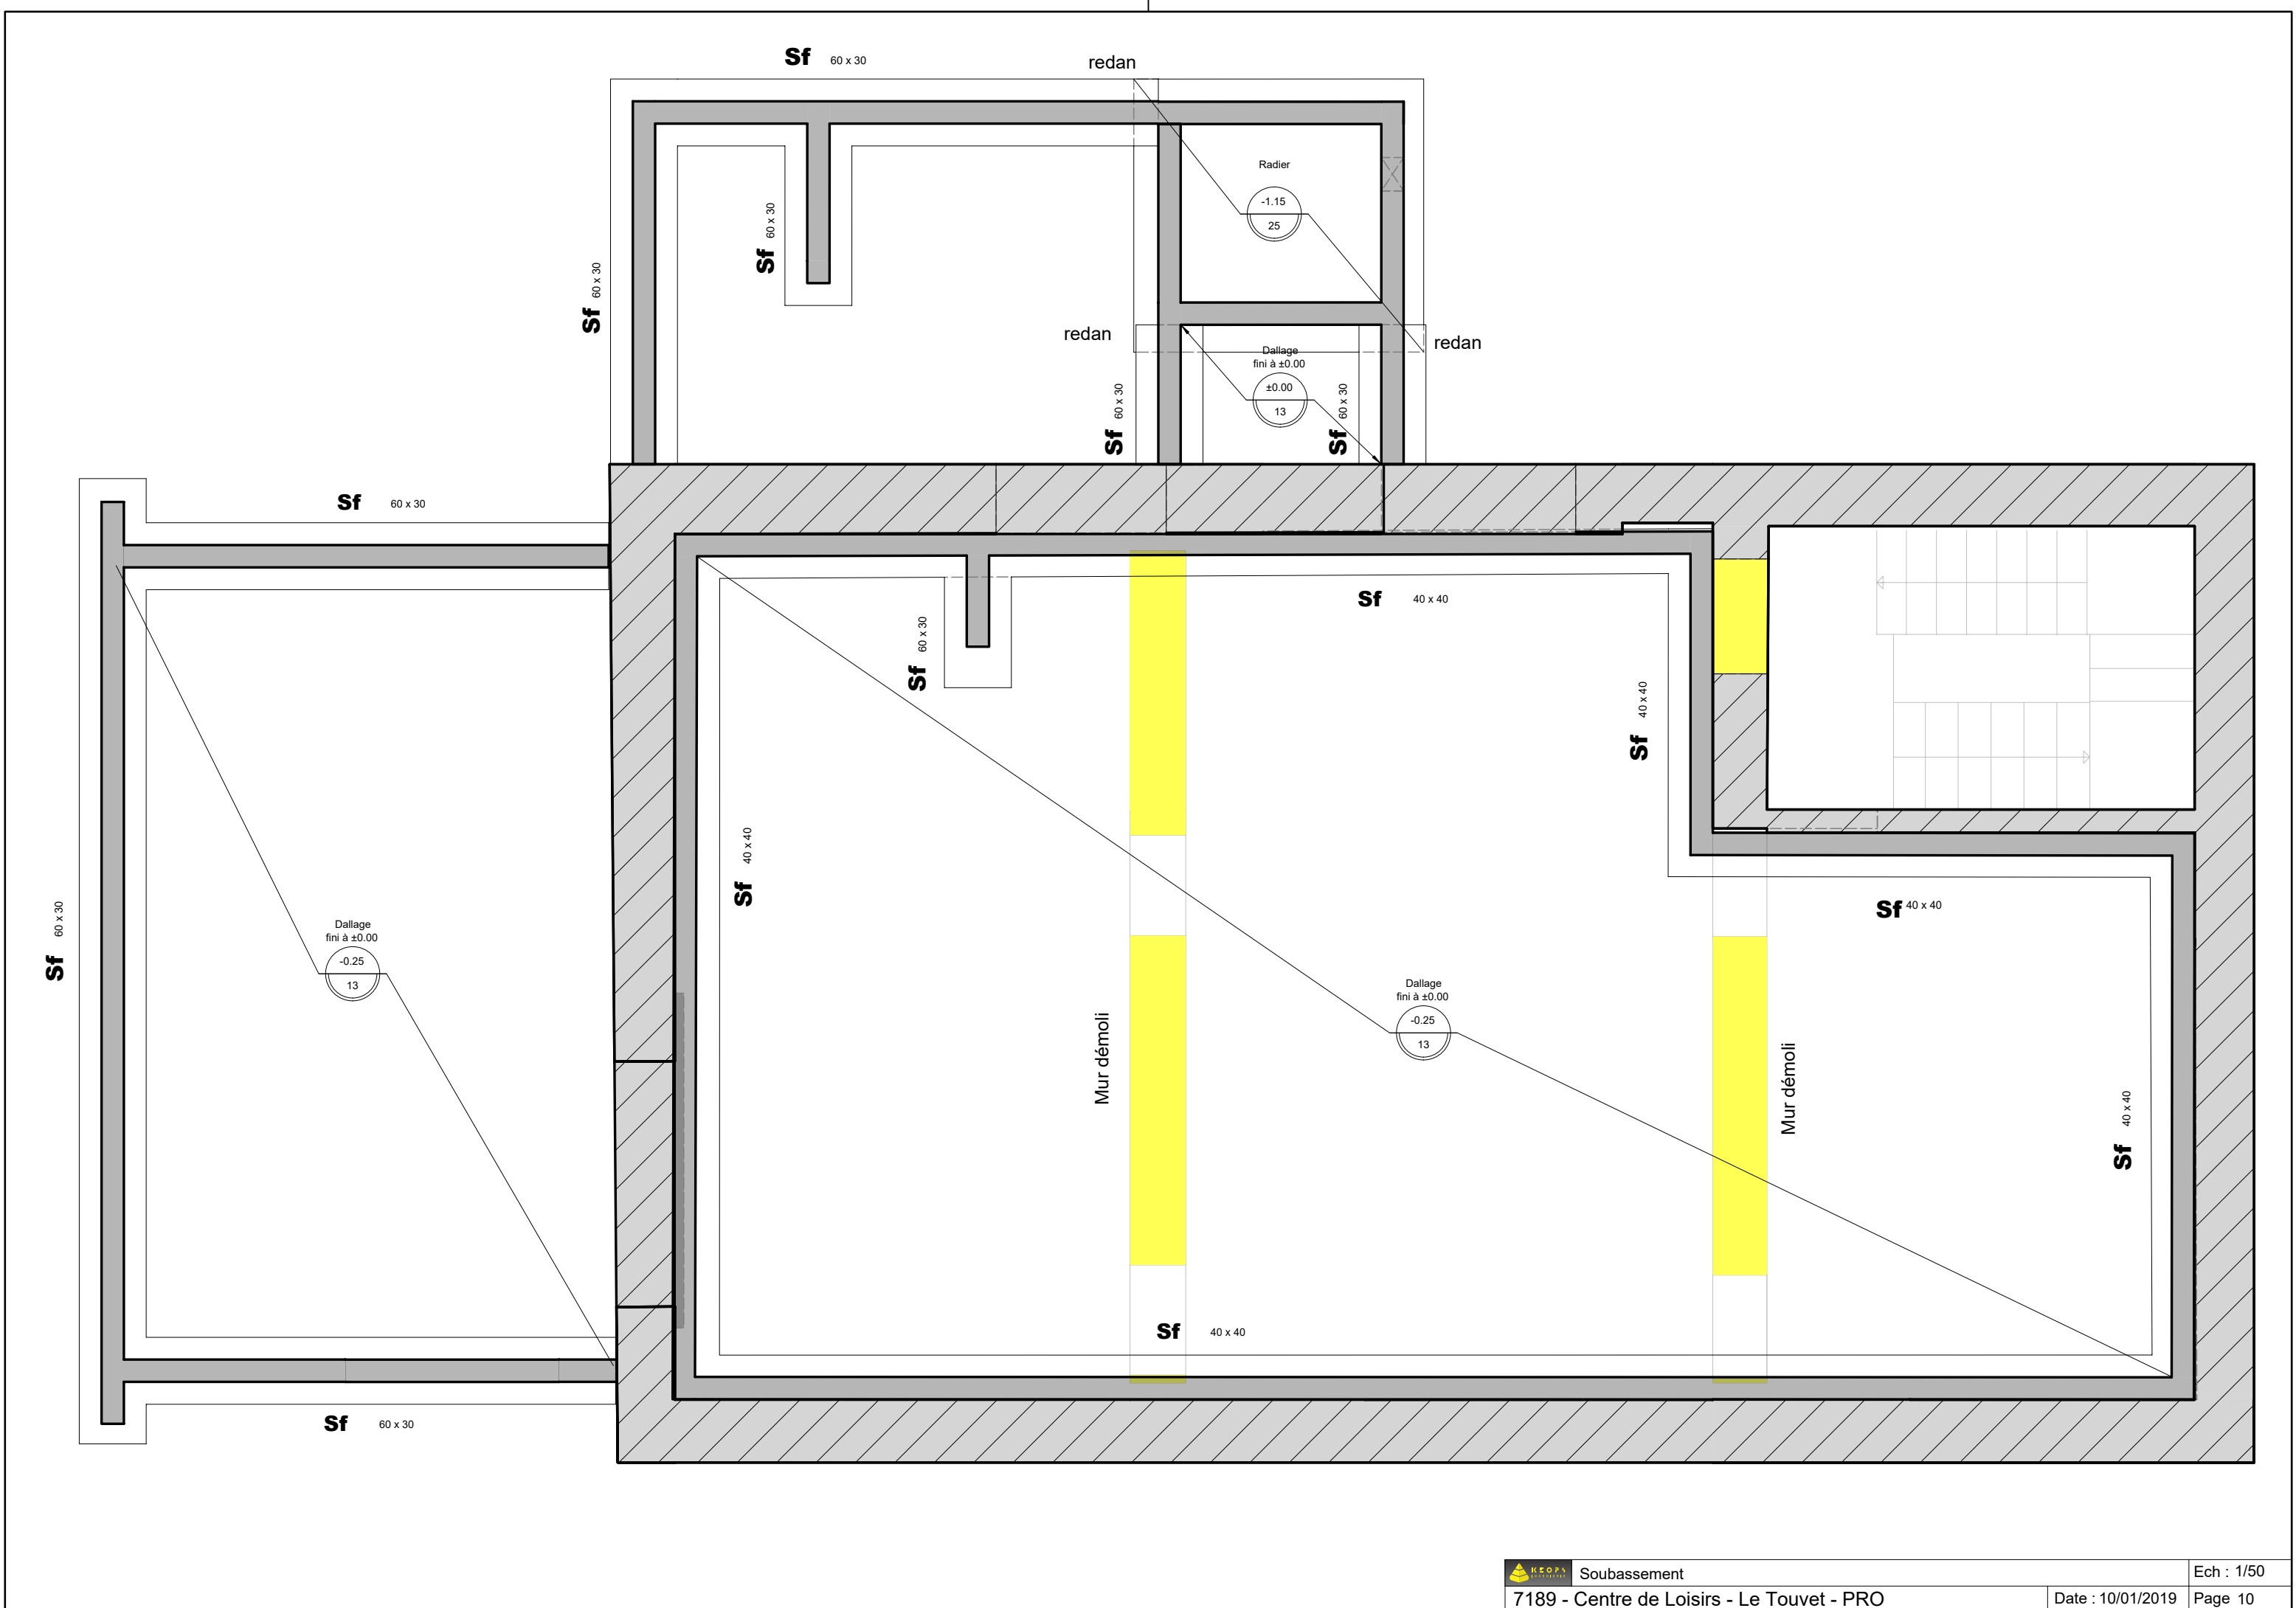 Sf 60 x 30
redan
Radier
-1.15
25
Sf 60 x 30
Sf 60 x 30
redan
redan
Dallage
fini à ±0.00
±0.00
13
Sf 60 x 30
Sf 60 x 30
Sf 60 x 30
Sf 40 x 40
Sf 60 x 30
Sf 40 x 40
Sf 40 x 40
Sf 40 x 40
Sf 60 x 30
Dallage
fini à ±0.00
-0.25
13
Dallage
fini à ±0.00
-0.25
13
Mur démoli
Mur démoli
Sf 40 x 40
Sf 40 x 40
Sf 60 x 30
KEOPS
Soubassement
Ech : 1/50
7189 - Centre de Loisirs - Le Touvet - PRO
Date : 10/01/2019
Page 10